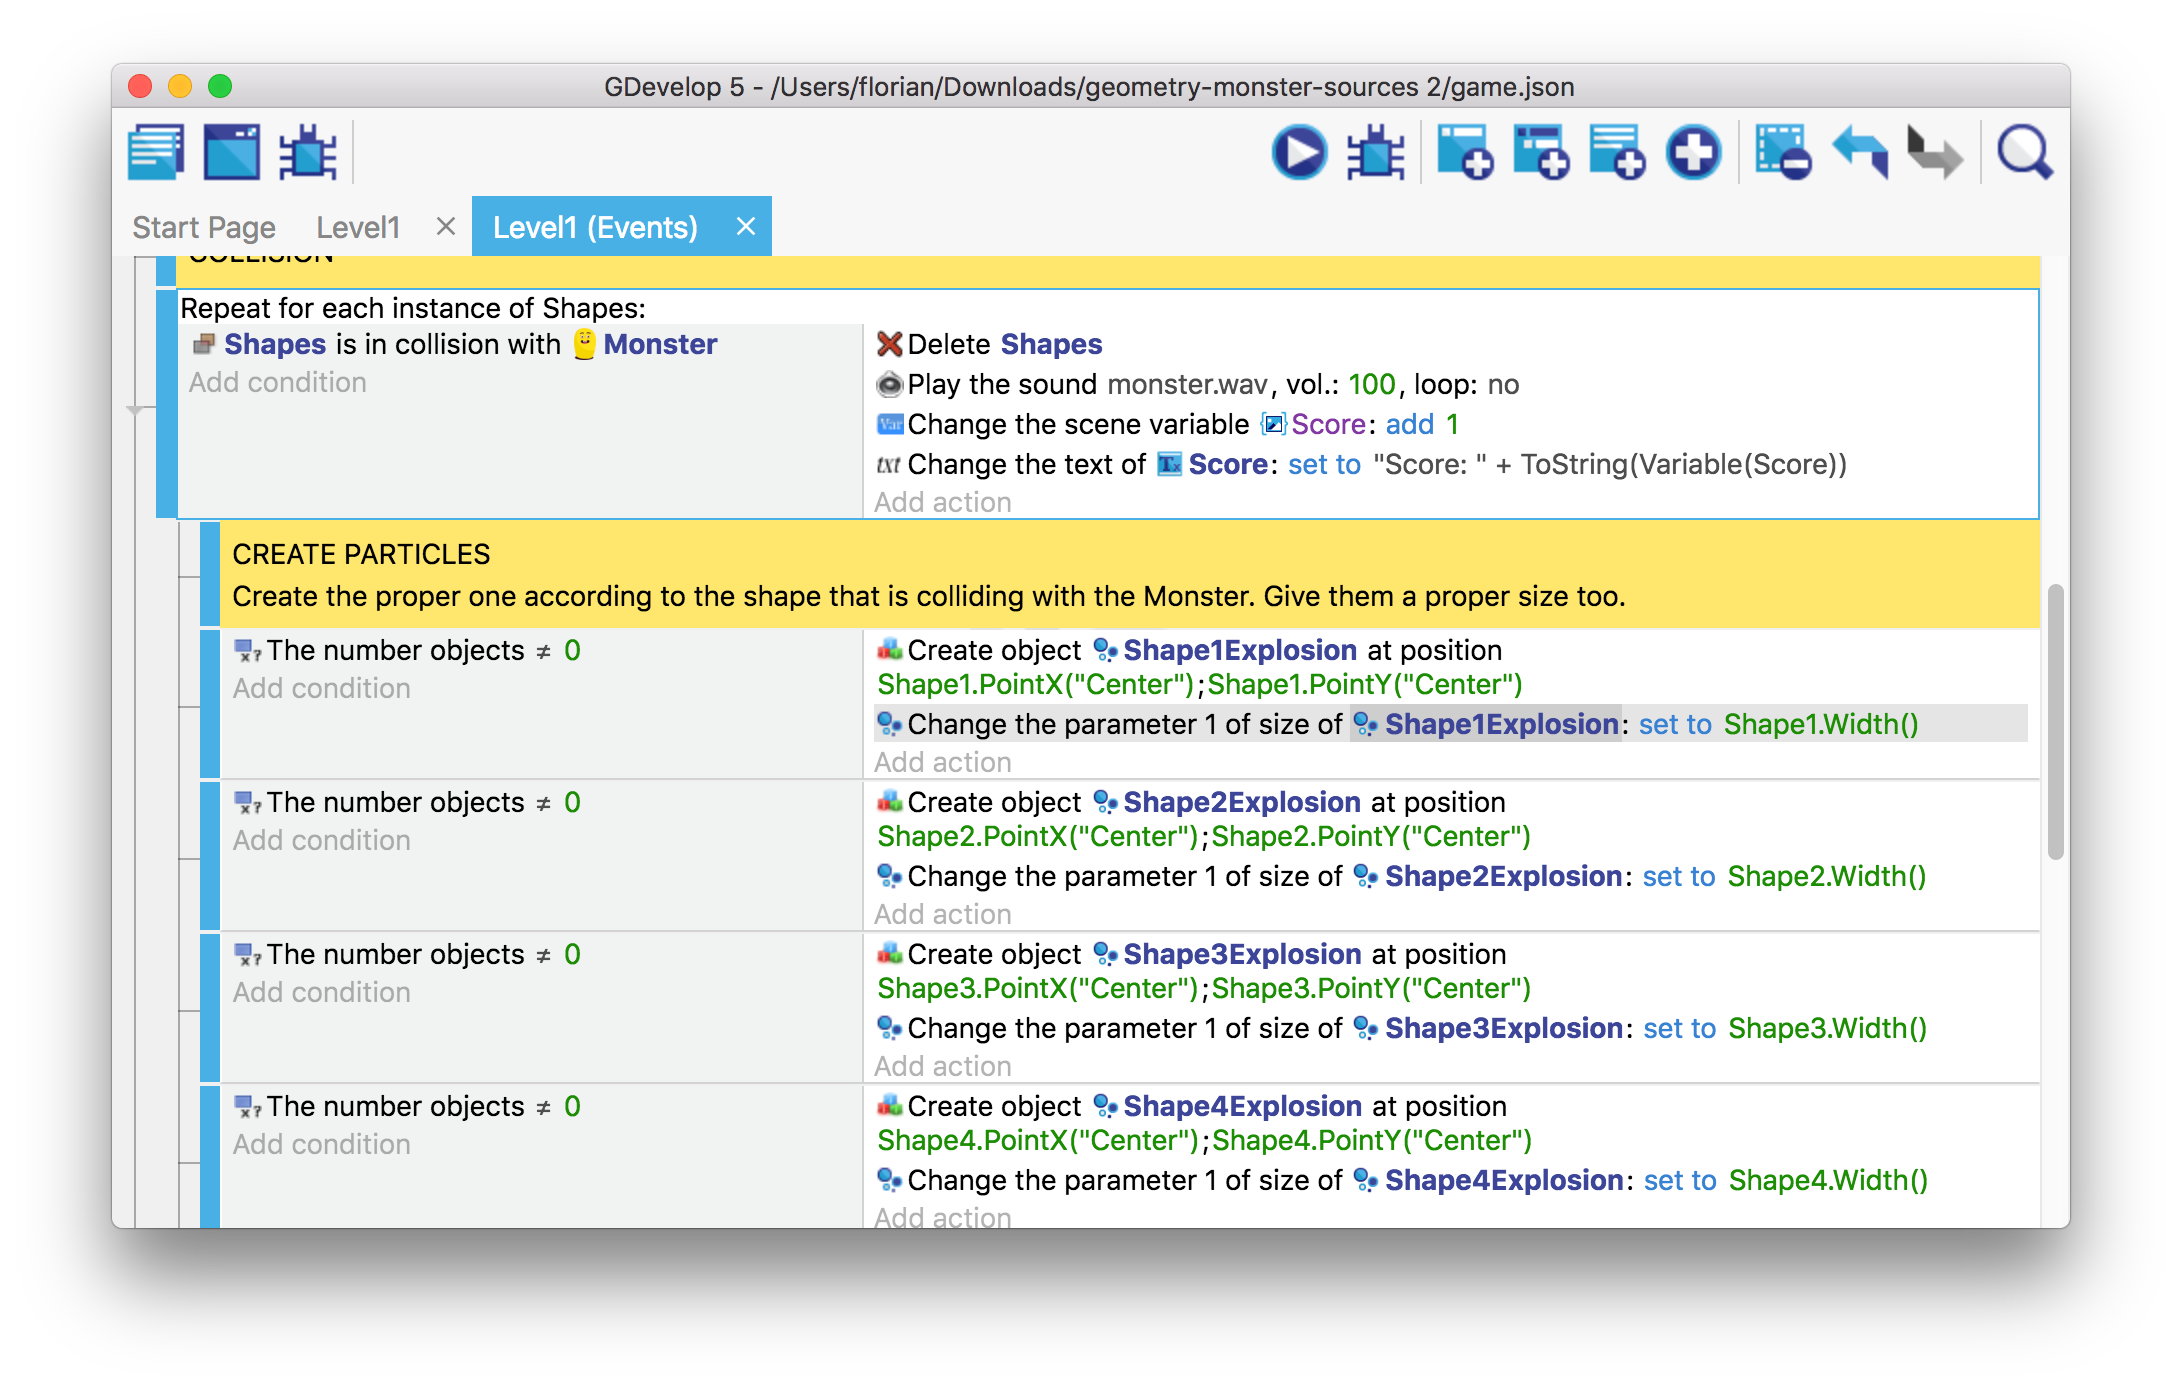 GDevelop 5 - /Users/florian/Downloads/geometry-monster-sources 2/game.json
Start Page Level1 × Level1 (Events) ×
COLLISION
Repeat for each instance of Shapes:
Shapes is in collision with Monster
Add condition
Delete Shapes
Play the sound monster.wav, vol.: 100, loop: no
Var Change the scene variable Score: add 1
txt Change the text of Tx Score: set to "Score: " + ToString(Variable(Score))
Add action
CREATE PARTICLES
Create the proper one according to the shape that is colliding with the Monster. Give them a proper size too.
x? The number objects ≠ 0
Add condition
Create object Shape1Explosion at position
Shape1.PointX("Center");Shape1.PointY("Center")
Change the parameter 1 of size of Shape1Explosion: set to Shape1.Width()
Add action
x? The number objects ≠ 0
Add condition
Create object Shape2Explosion at position
Shape2.PointX("Center");Shape2.PointY("Center")
Change the parameter 1 of size of Shape2Explosion: set to Shape2.Width()
Add action
x? The number objects ≠ 0
Add condition
Create object Shape3Explosion at position
Shape3.PointX("Center");Shape3.PointY("Center")
Change the parameter 1 of size of Shape3Explosion: set to Shape3.Width()
Add action
x? The number objects ≠ 0
Add condition
Create object Shape4Explosion at position
Shape4.PointX("Center");Shape4.PointY("Center")
Change the parameter 1 of size of Shape4Explosion: set to Shape4.Width()
Add action